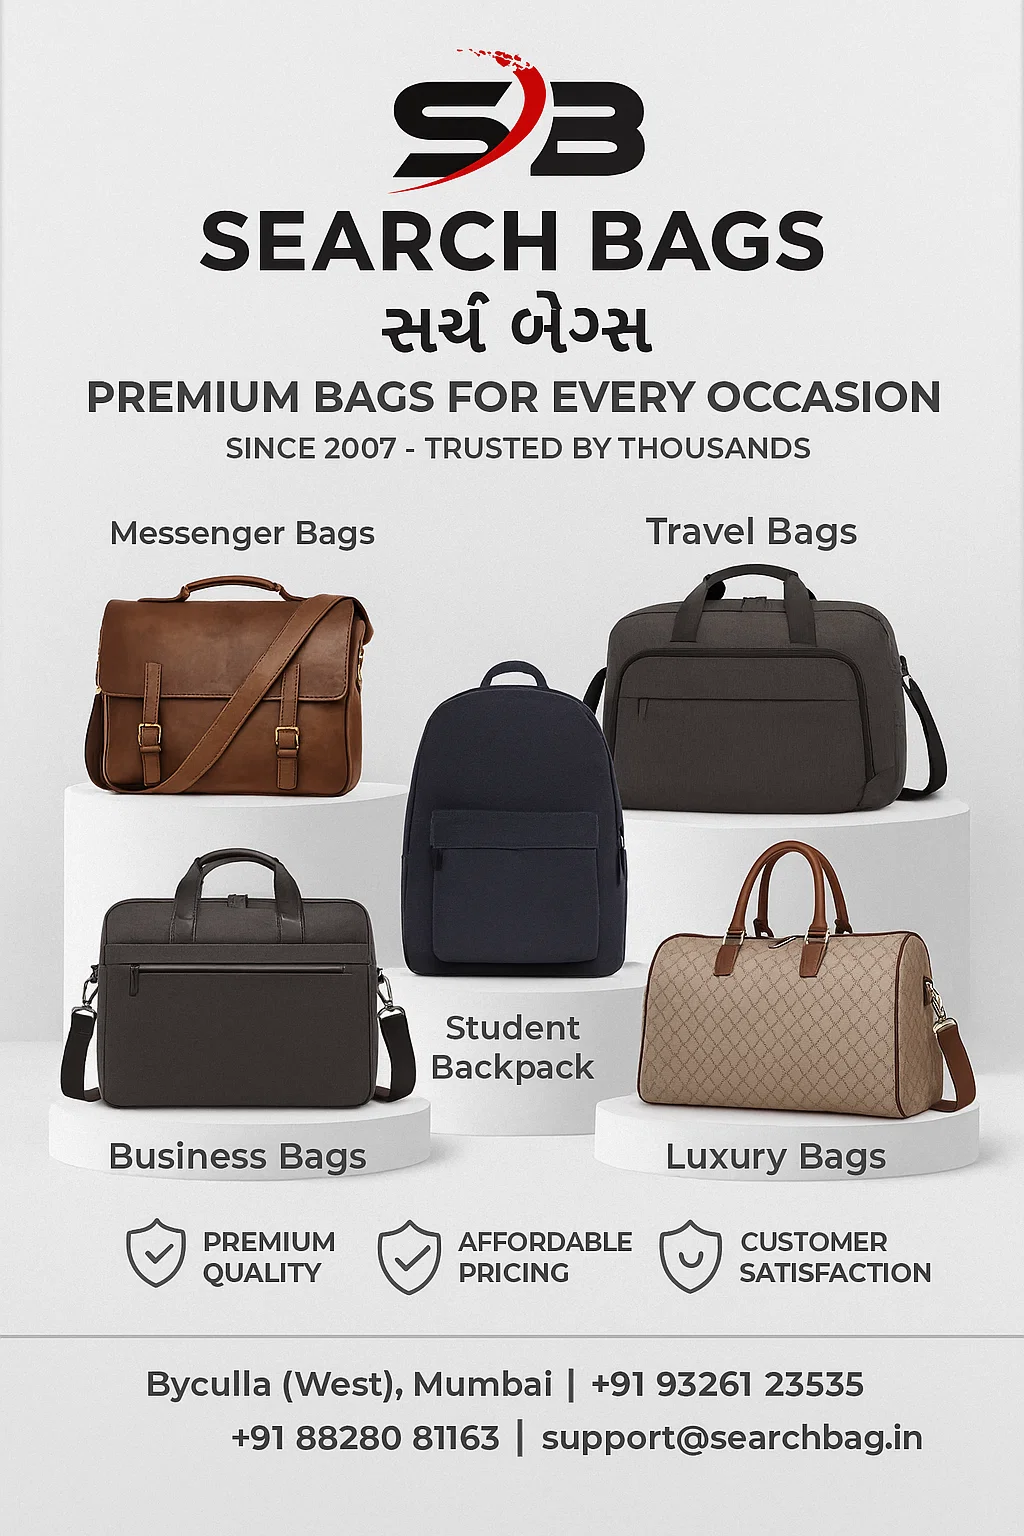 SB
SEARCH BAGS
સર્ચ બેગ્સ
PREMIUM BAGS FOR EVERY OCCASION
SINCE 2007 - TRUSTED BY THOUSANDS
Messenger Bags
Travel Bags
Student
Backpack
Business Bags
Luxury Bags
PREMIUM
QUALITY
AFFORDABLE
PRICING
CUSTOMER
SATISFACTION
Byculla (West), Mumbai | +91 93261 23535
+91 88280 81163 | support@searchbag.in